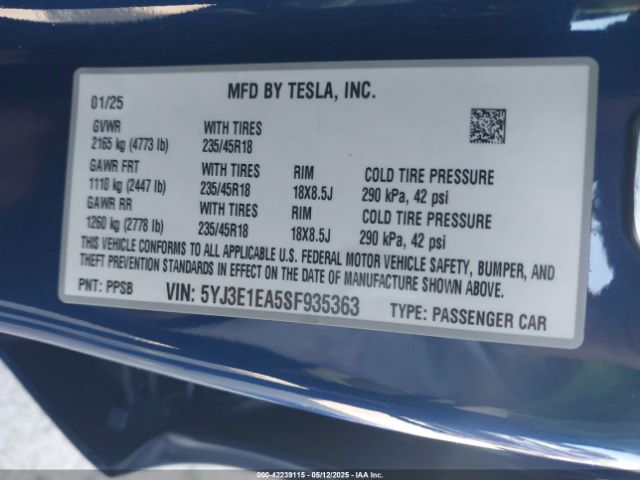 MFD BY TESLA, INC.
01/25
GVWR WITH TIRES
2165 kg (4773 lb) 235/45R18
GAWR FRT WITH TIRES RIM COLD TIRE PRESSURE
1110 kg (2447 lb) 235/45R18 18X8.5J 290 kPa, 42 psi
GAWR RR WITH TIRES RIM COLD TIRE PRESSURE
1260 kg (2778 lb) 235/45R18 18X8.5J 290 kPa, 42 psi
THIS VEHICLE CONFORMS TO ALL APPLICABLE U.S. FEDERAL MOTOR VEHICLE SAFETY, BUMPER, AND
THEFT PREVENTION STANDARDS IN EFFECT ON THE DATE OF MANUFACTURE SHOWN ABOVE.
PNT: PPSB VIN: 5YJ3E1EA5SF935363 TYPE: PASSENGER CAR
000-42239115 - 05/12/2025 - IAAI.com